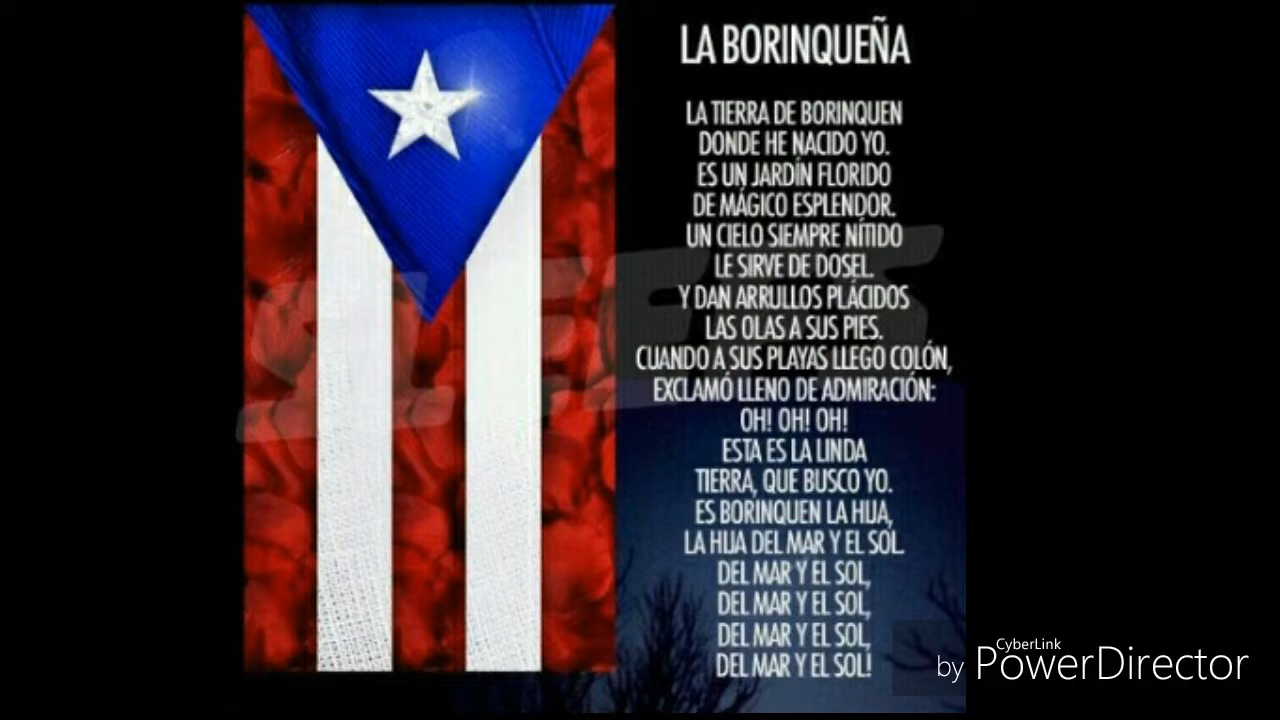 LA BORINQUEÑA
LA TIERRA DE BORINQUEN
DONDE HE NACIDO YO.
ES UN JARDÍN FLORIDO
DE MÁGICO ESPLENDOR.
UN CIELO SIEMPRE NÍTIDO
LE SIRVE DE DOSEL.
Y DAN ARRULLOS PLÁCIDOS
LAS OLAS A SUS PIES.
CUANDO A SUS PLAYAS LLEGO COLÓN,
EXCLAMÓ LLENO DE ADMIRACIÓN:
OH! OH! OH!
ESTA ES LA LINDA
TIERRA, QUE BUSCO YO.
ES BORINQUEN LA HIJA,
LA HIJA DEL MAR Y EL SOL.
DEL MAR Y EL SOL,
DEL MAR Y EL SOL,
DEL MAR Y EL SOL,
DEL MAR Y EL SOL!
CyberLink
by PowerDirector